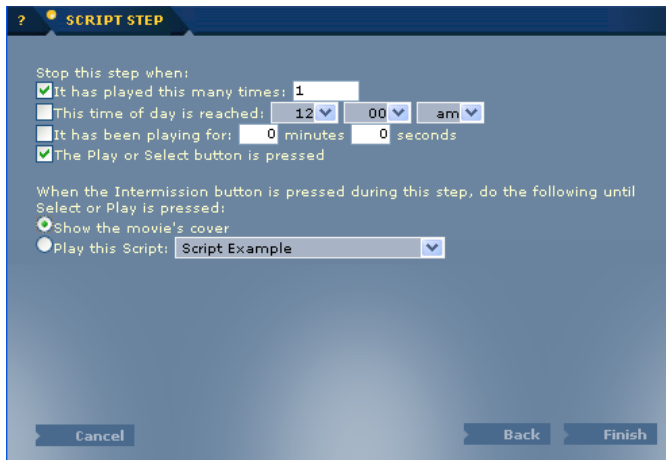 ? SCRIPT STEP
Stop this step when:
It has played this many times: 1
This time of day is reached: 12 00 am
It has been playing for: 0 minutes 0 seconds
The Play or Select button is pressed
When the Intermission button is pressed during this step, do the following until
Select or Play is pressed:
Show the movie's cover
Play this Script: Script Example
Cancel Back Finish